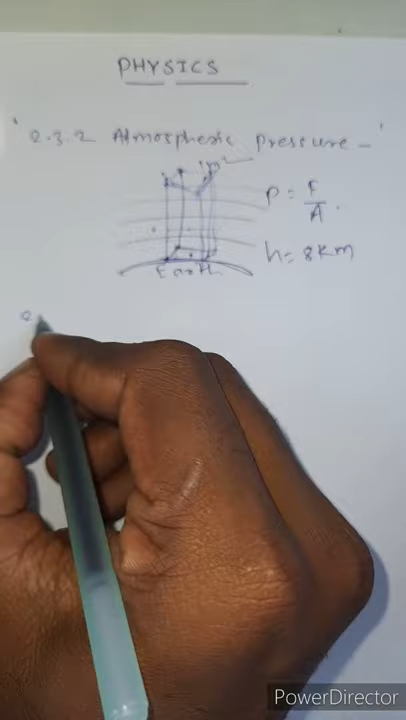 PHYSICS
' 2.3.2 Atmospheric Pressure - '
1m²
P = F/A.
h = 8Km
Earth
PowerDirector